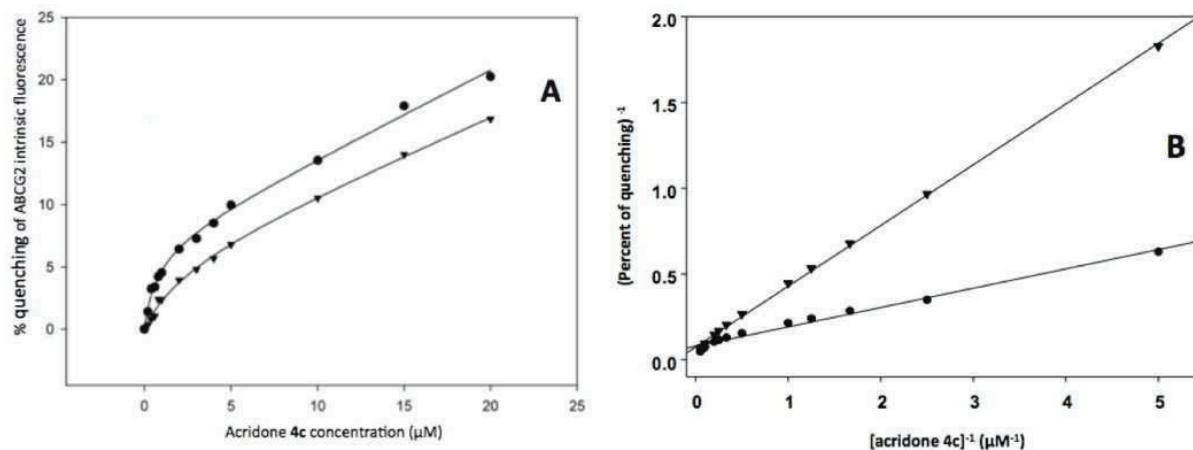 25
20
15
10
5
0
% quenching of ABCG2 intrinsic fluorescence
A
0 5 10 15 20 25
Acridone 4c concentration (µM)
2.0
1.5
1.0
0.5
0.0
(Percent of quenching) -1
B
0 1 2 3 4 5
[acridone 4c]-1 (µM-1)